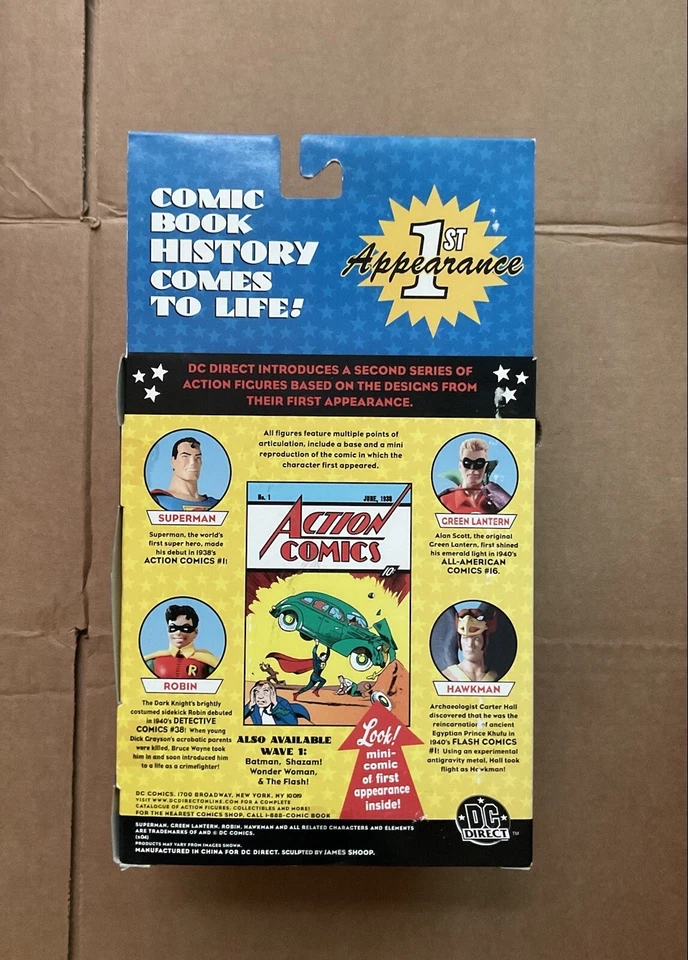 COMIC
BOOK
HISTORY
COMES
TO LIFE!
1ST
Appearance
DC DIRECT INTRODUCES A SECOND SERIES OF
ACTION FIGURES BASED ON THE DESIGNS FROM
THEIR FIRST APPEARANCE.
All figures feature multiple points of
articulation, include a base and a mini
reproduction of the comic in which the
character first appeared.
SUPERMAN
Superman, the world's
first super hero, made
his debut in 1938's
ACTION COMICS #1!
GREEN LANTERN
Alan Scott, the original
Green Lantern, first shined
his emerald light in 1940's
ALL-AMERICAN
COMICS #16.
No. 1
JUNE, 1938
ACTION
COMICS
10¢
R
ROBIN
The Dark Knight's brightly
costumed sidekick Robin debuted
in 1940's DETECTIVE
COMICS #38! When young
Dick Grayson's acrobatic parents
were killed, Bruce Wayne took
him in and soon introduced him
to a life as a crimefighter!
HAWKMAN
Archaeologist Carter Hall
discovered that he was the
reincarnation of ancient
Egyptian Prince Khufu in
1940's FLASH COMICS
#1! Using an experimental
antigravity metal, Hall took
flight as Hawkman!
ALSO AVAILABLE
WAVE 1:
Batman, Shazam!
Wonder Woman,
& The Flash!
Look!
mini-
comic
of first
appearance
inside!
DC COMICS, 1700 BROADWAY, NEW YORK, NY 10019
VISIT WWW.DCDIRECTONLINE.COM FOR A COMPLETE
CATALOGUE OF ACTION FIGURES, COLLECTIBLES AND MORE!
FOR THE NEAREST COMICS SHOP, CALL 1-888-COMIC BOOK
SUPERMAN, GREEN LANTERN, ROBIN, HAWKMAN AND ALL RELATED CHARACTERS AND ELEMENTS
ARE TRADEMARKS OF AND © DC COMICS.
(s04)
PRODUCTS MAY VARY FROM IMAGES SHOWN.
MANUFACTURED IN CHINA FOR DC DIRECT. SCULPTED BY JAMES SHOOP.
DC
DIRECT
TM